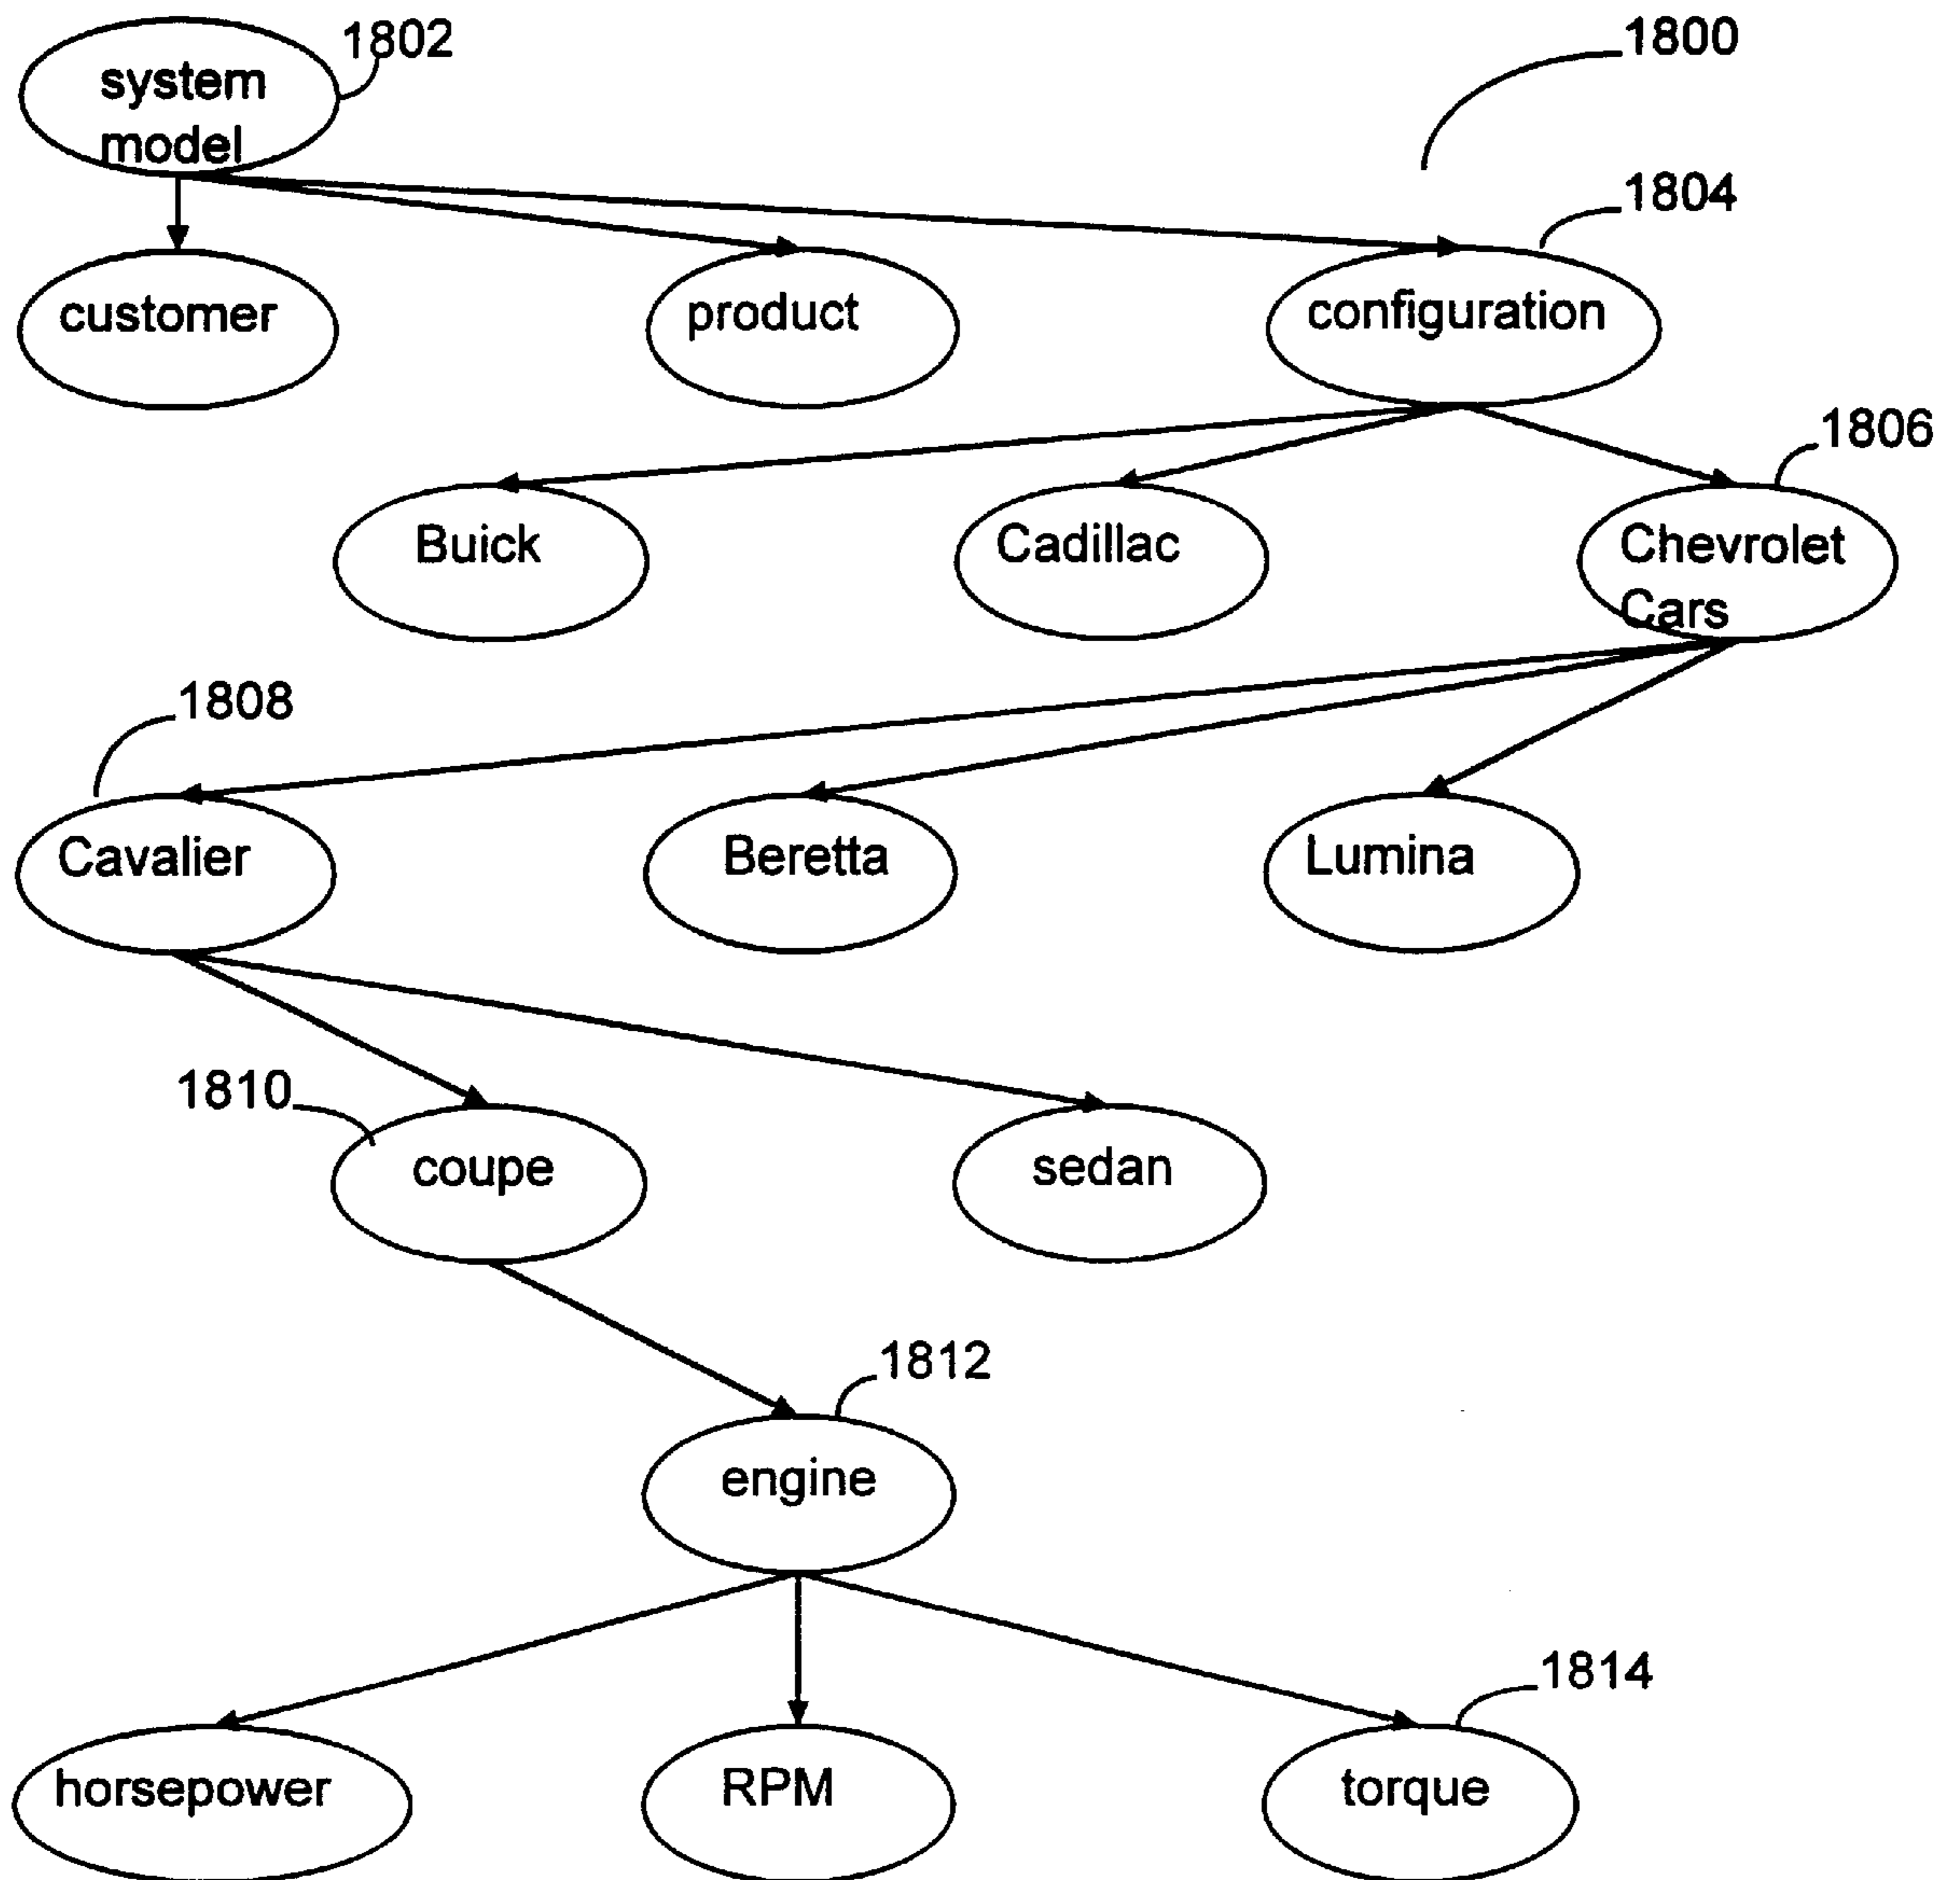 1802
1800
system
model
1804
customer
product
configuration
1806
Buick
Cadillac
Chevrolet
Cars
1808
Cavalier
Beretta
Lumina
1810
coupe
sedan
1812
engine
1814
horsepower
RPM
torque